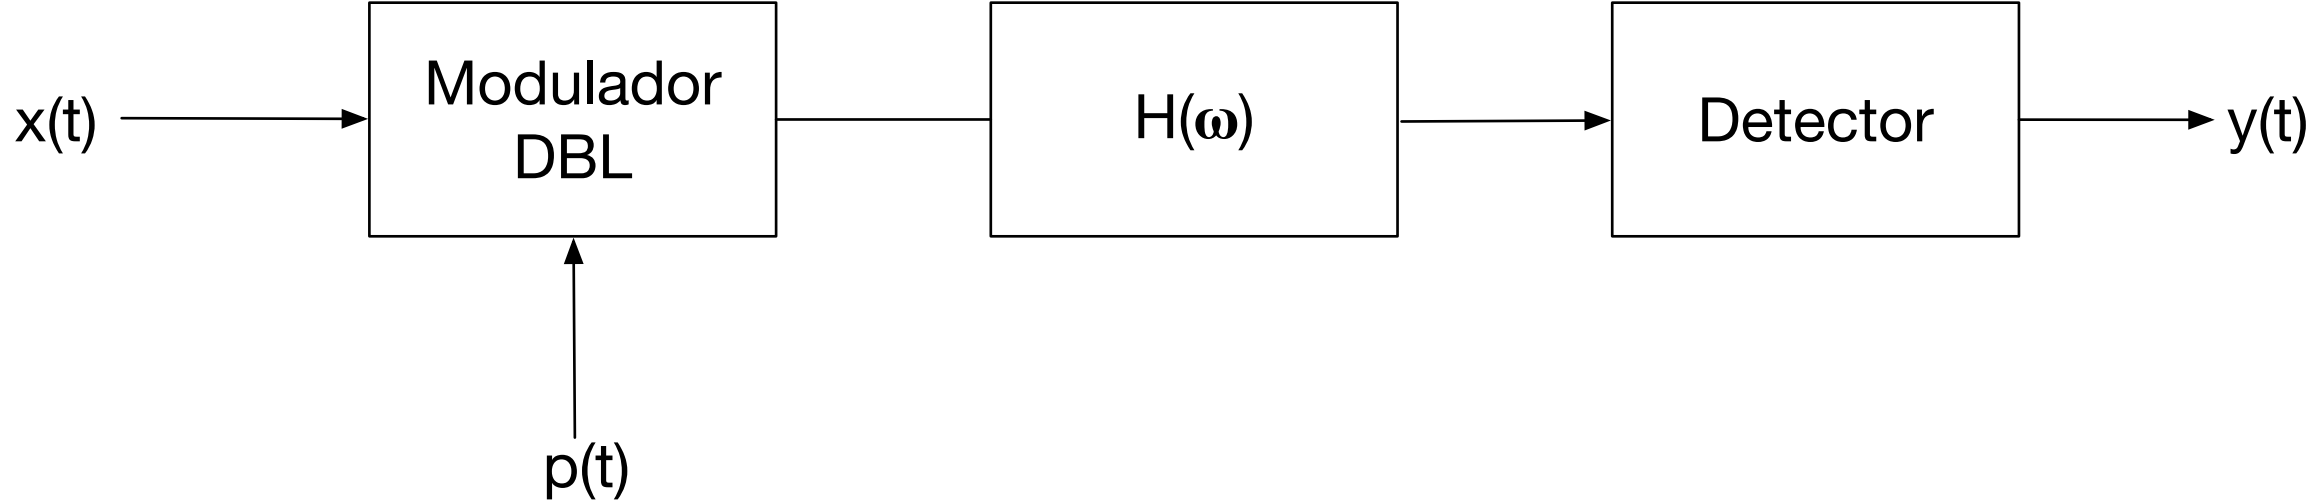 x(t)
Modulador
DBL
H(ω)
Detector
y(t)
p(t)